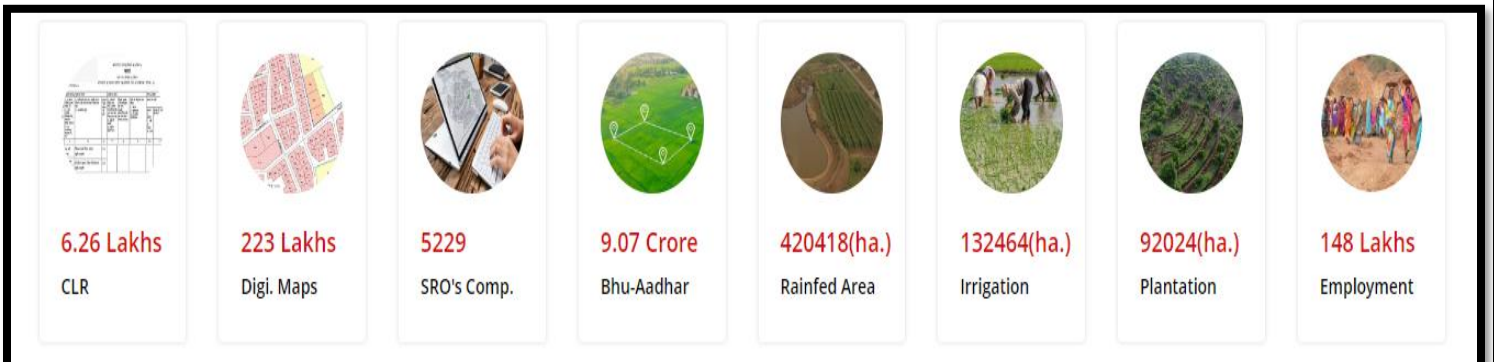 6.26 Lakhs
CLR
223 Lakhs
Digi. Maps
5229
SRO's Comp.
9.07 Crore
Bhu-Aadhar
420418(ha.)
Rainfed Area
132464(ha.)
Irrigation
92024(ha.)
Plantation
148 Lakhs
Employment